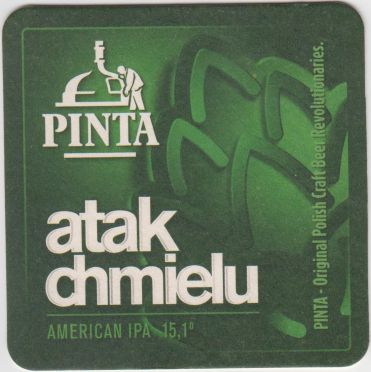 PINTA
atak
chmielu
AMERICAN IPA 15,1°
PINTA - Original Polish Craft Beer Revolutionaries.